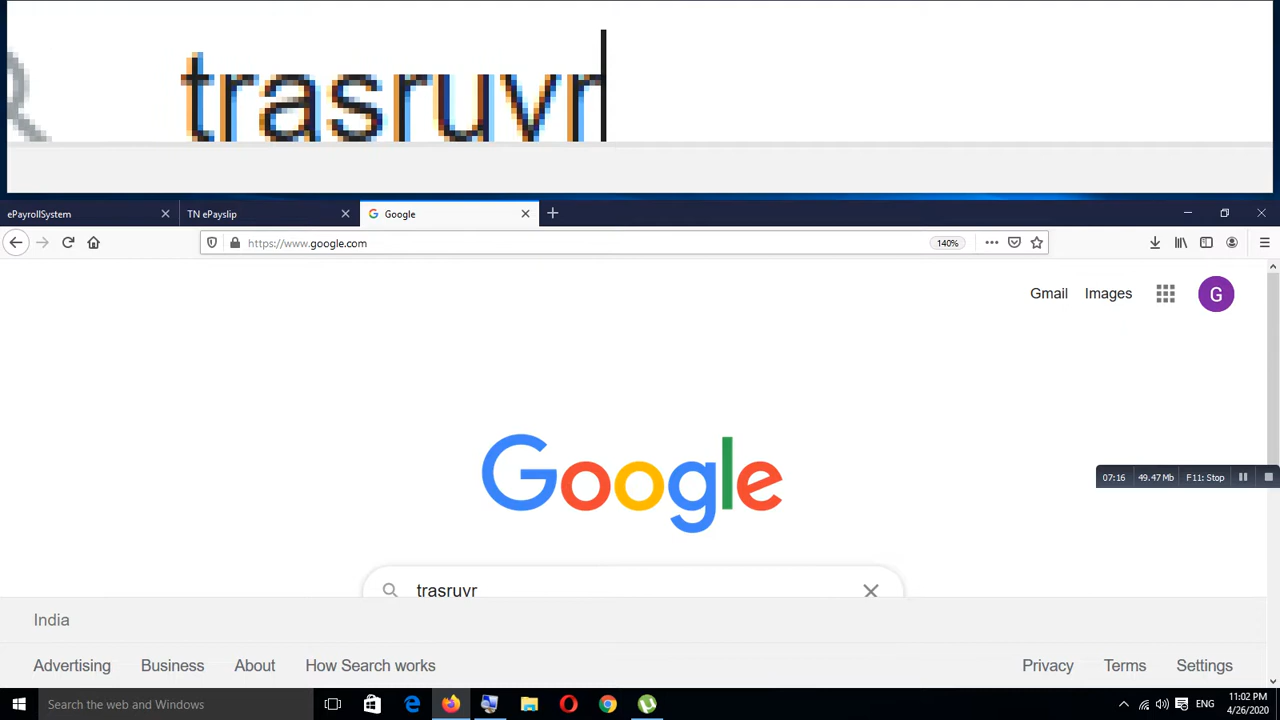 trasruvr
ePayrollSystem
TN ePayslip
Google
https://www.google.com
140%
Gmail
Images
G
Google
07:16
49.47 Mb
F11: Stop
trasruvr
India
Advertising
Business
About
How Search works
Privacy
Terms
Settings
Search the web and Windows
ENG
11:02 PM
4/26/2020